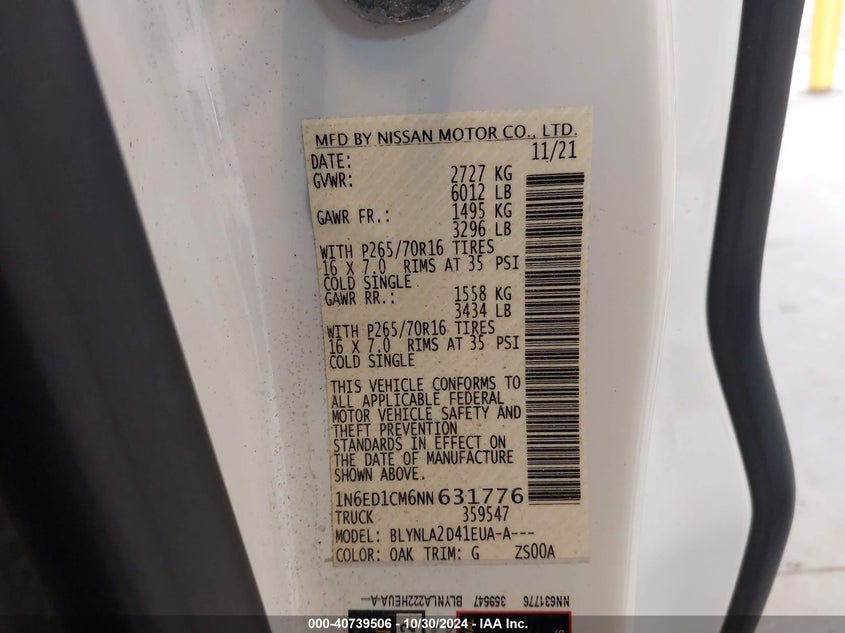 MFD BY NISSAN MOTOR CO., LTD.
DATE: 11/21
GVWR: 2727 KG
6012 LB
GAWR FR.: 1495 KG
3296 LB
WITH P265/70R16 TIRES
16 X 7.0 RIMS AT 35 PSI
COLD SINGLE
GAWR RR.: 1558 KG
3434 LB
WITH P265/70R16 TIRES
16 X 7.0 RIMS AT 35 PSI
COLD SINGLE
THIS VEHICLE CONFORMS TO
ALL APPLICABLE FEDERAL
MOTOR VEHICLE SAFETY AND
THEFT PREVENTION
STANDARDS IN EFFECT ON
THE DATE OF MANUFACTURE
SHOWN ABOVE.
1N6ED1CM6NN631776
TRUCK 359547
MODEL: BLYNLA2D41EUA-A---
COLOR: OAK TRIM: G ZS00A
NN631776 359547 BLYNLA222HEUA-A---
000-40739506 - 10/30/2024 - IAA Inc.